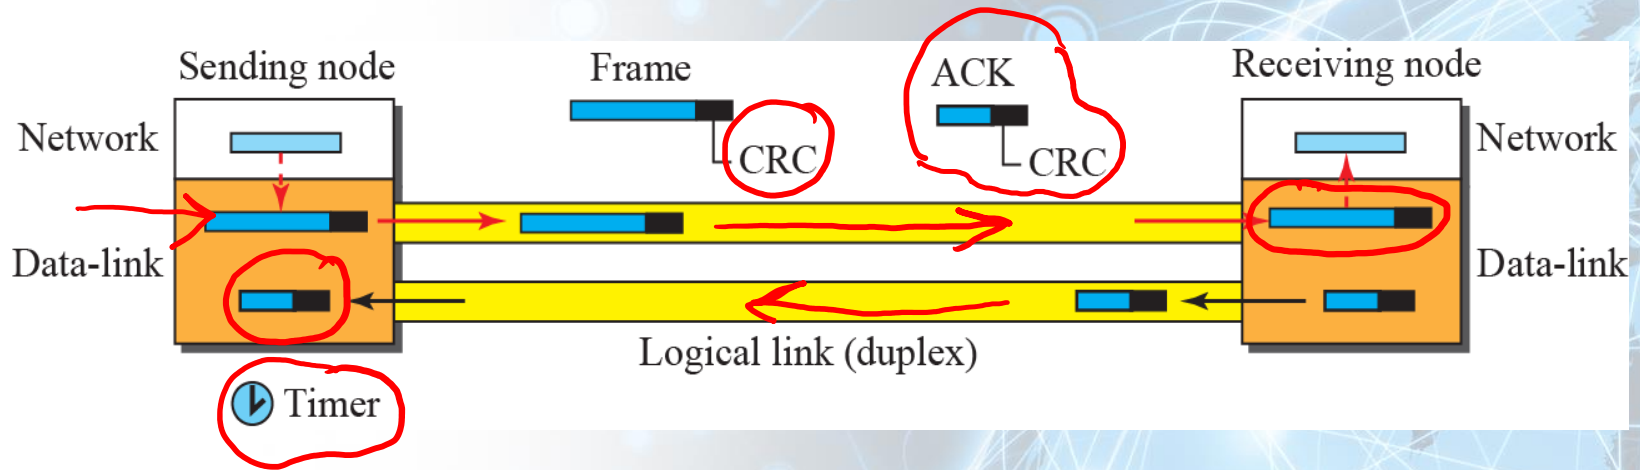 Sending node
Frame
ACK
Receiving node
Network
CRC
CRC
Network
Data-link
Data-link
Logical link (duplex)
Timer